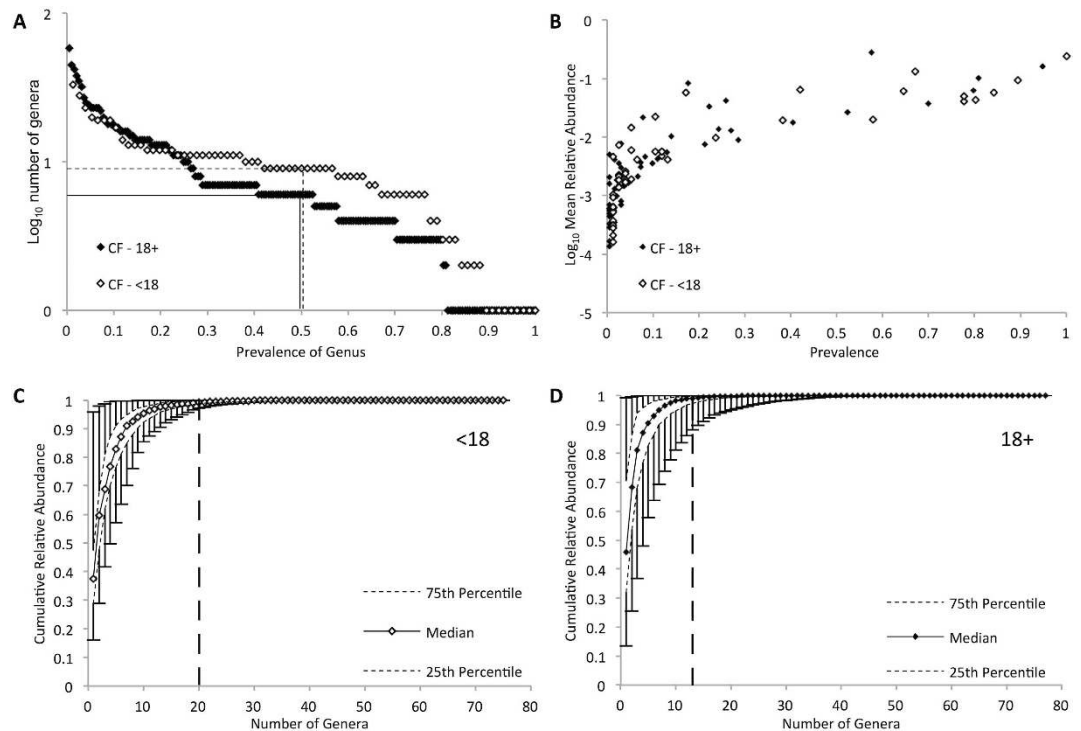 A
2
1
0
Log10 number of genera
CF - 18+
CF - <18
0 0.1 0.2 0.3 0.4 0.5 0.6 0.7 0.8 0.9 1
Prevalence of Genus
B
0
-1
-2
-3
-4
-5
Log10 Mean Relative Abundance
CF - 18+
CF - <18
0 0.1 0.2 0.3 0.4 0.5 0.6 0.7 0.8 0.9 1
Prevalence
C
1
0.9
0.8
0.7
0.6
0.5
0.4
0.3
0.2
0.1
0
Cumulative Relative Abundance
<18
75th Percentile
Median
25th Percentile
0 10 20 30 40 50 60 70 80
Number of Genera
D
1
0.9
0.8
0.7
0.6
0.5
0.4
0.3
0.2
0.1
0
Cumulative Relative Abundance
18+
75th Percentile
Median
25th Percentile
0 10 20 30 40 50 60 70 80
Number of Genera